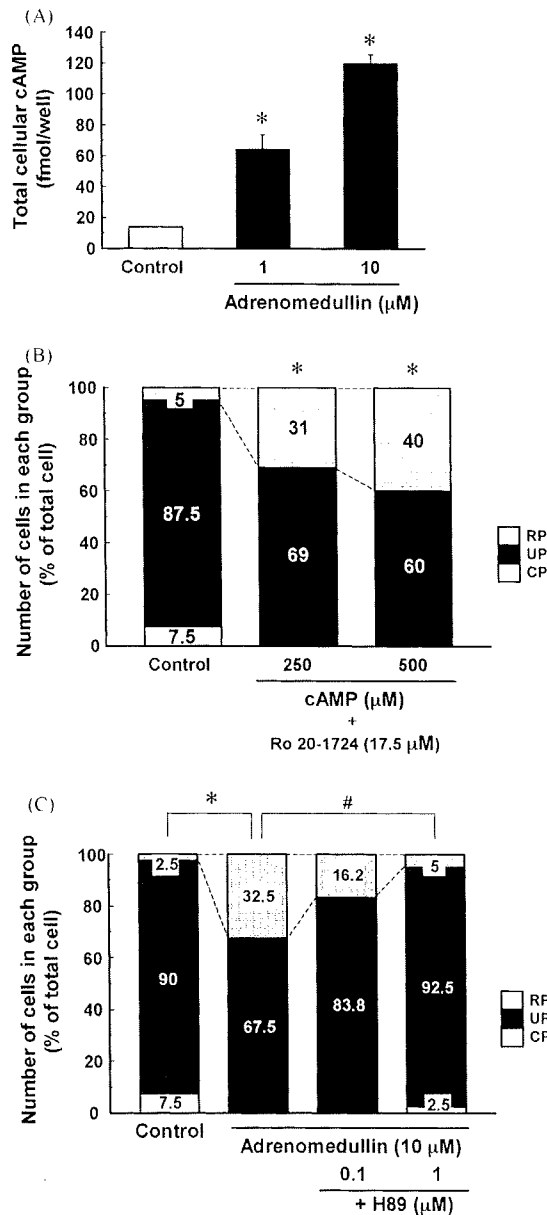 (A)
Total cellular cAMP
(fmol/well)
140
120
100
80
60
40
20
0
*
*
Control
1
10
Adrenomedullin (μM)
(B)
Number of cells in each group
(% of total cell)
100
80
60
40
20
0
*
*
5
87.5
7.5
31
69
40
60
RP
UP
CP
Control
250
500
cAMP (μM)
+
Ro 20-1724 (17.5 μM)
(C)
*
#
Number of cells in each group
(% of total cell)
100
80
60
40
20
0
2.5
90
7.5
32.5
67.5
16.2
83.8
5
92.5
2.5
RP
UP
CP
Control
Adrenomedullin (10 μM)
0.1
1
+ H89 (μM)